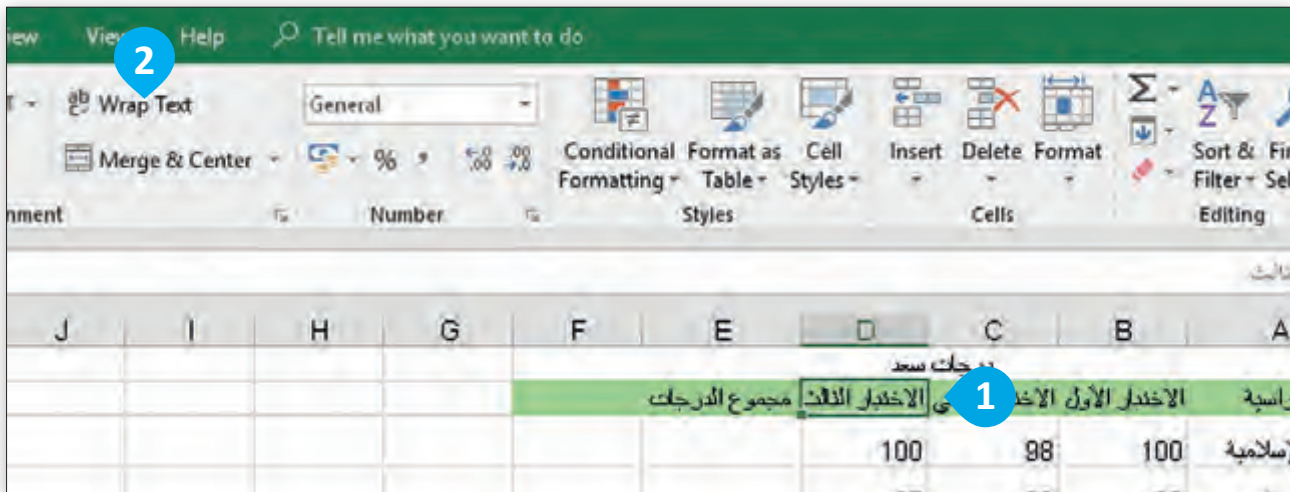 View Help Tell me what you want to do
2
Wrap Text General
Merge & Center % Conditional Formatting Format as Table Cell Styles Insert Delete Format Sort & Filter
Number Styles Cells Editing
J I H G F E D C B A
درجات سعد
الاختبار الأول 1 الاختبار الثالث مجموع الدرجات
100 98 100